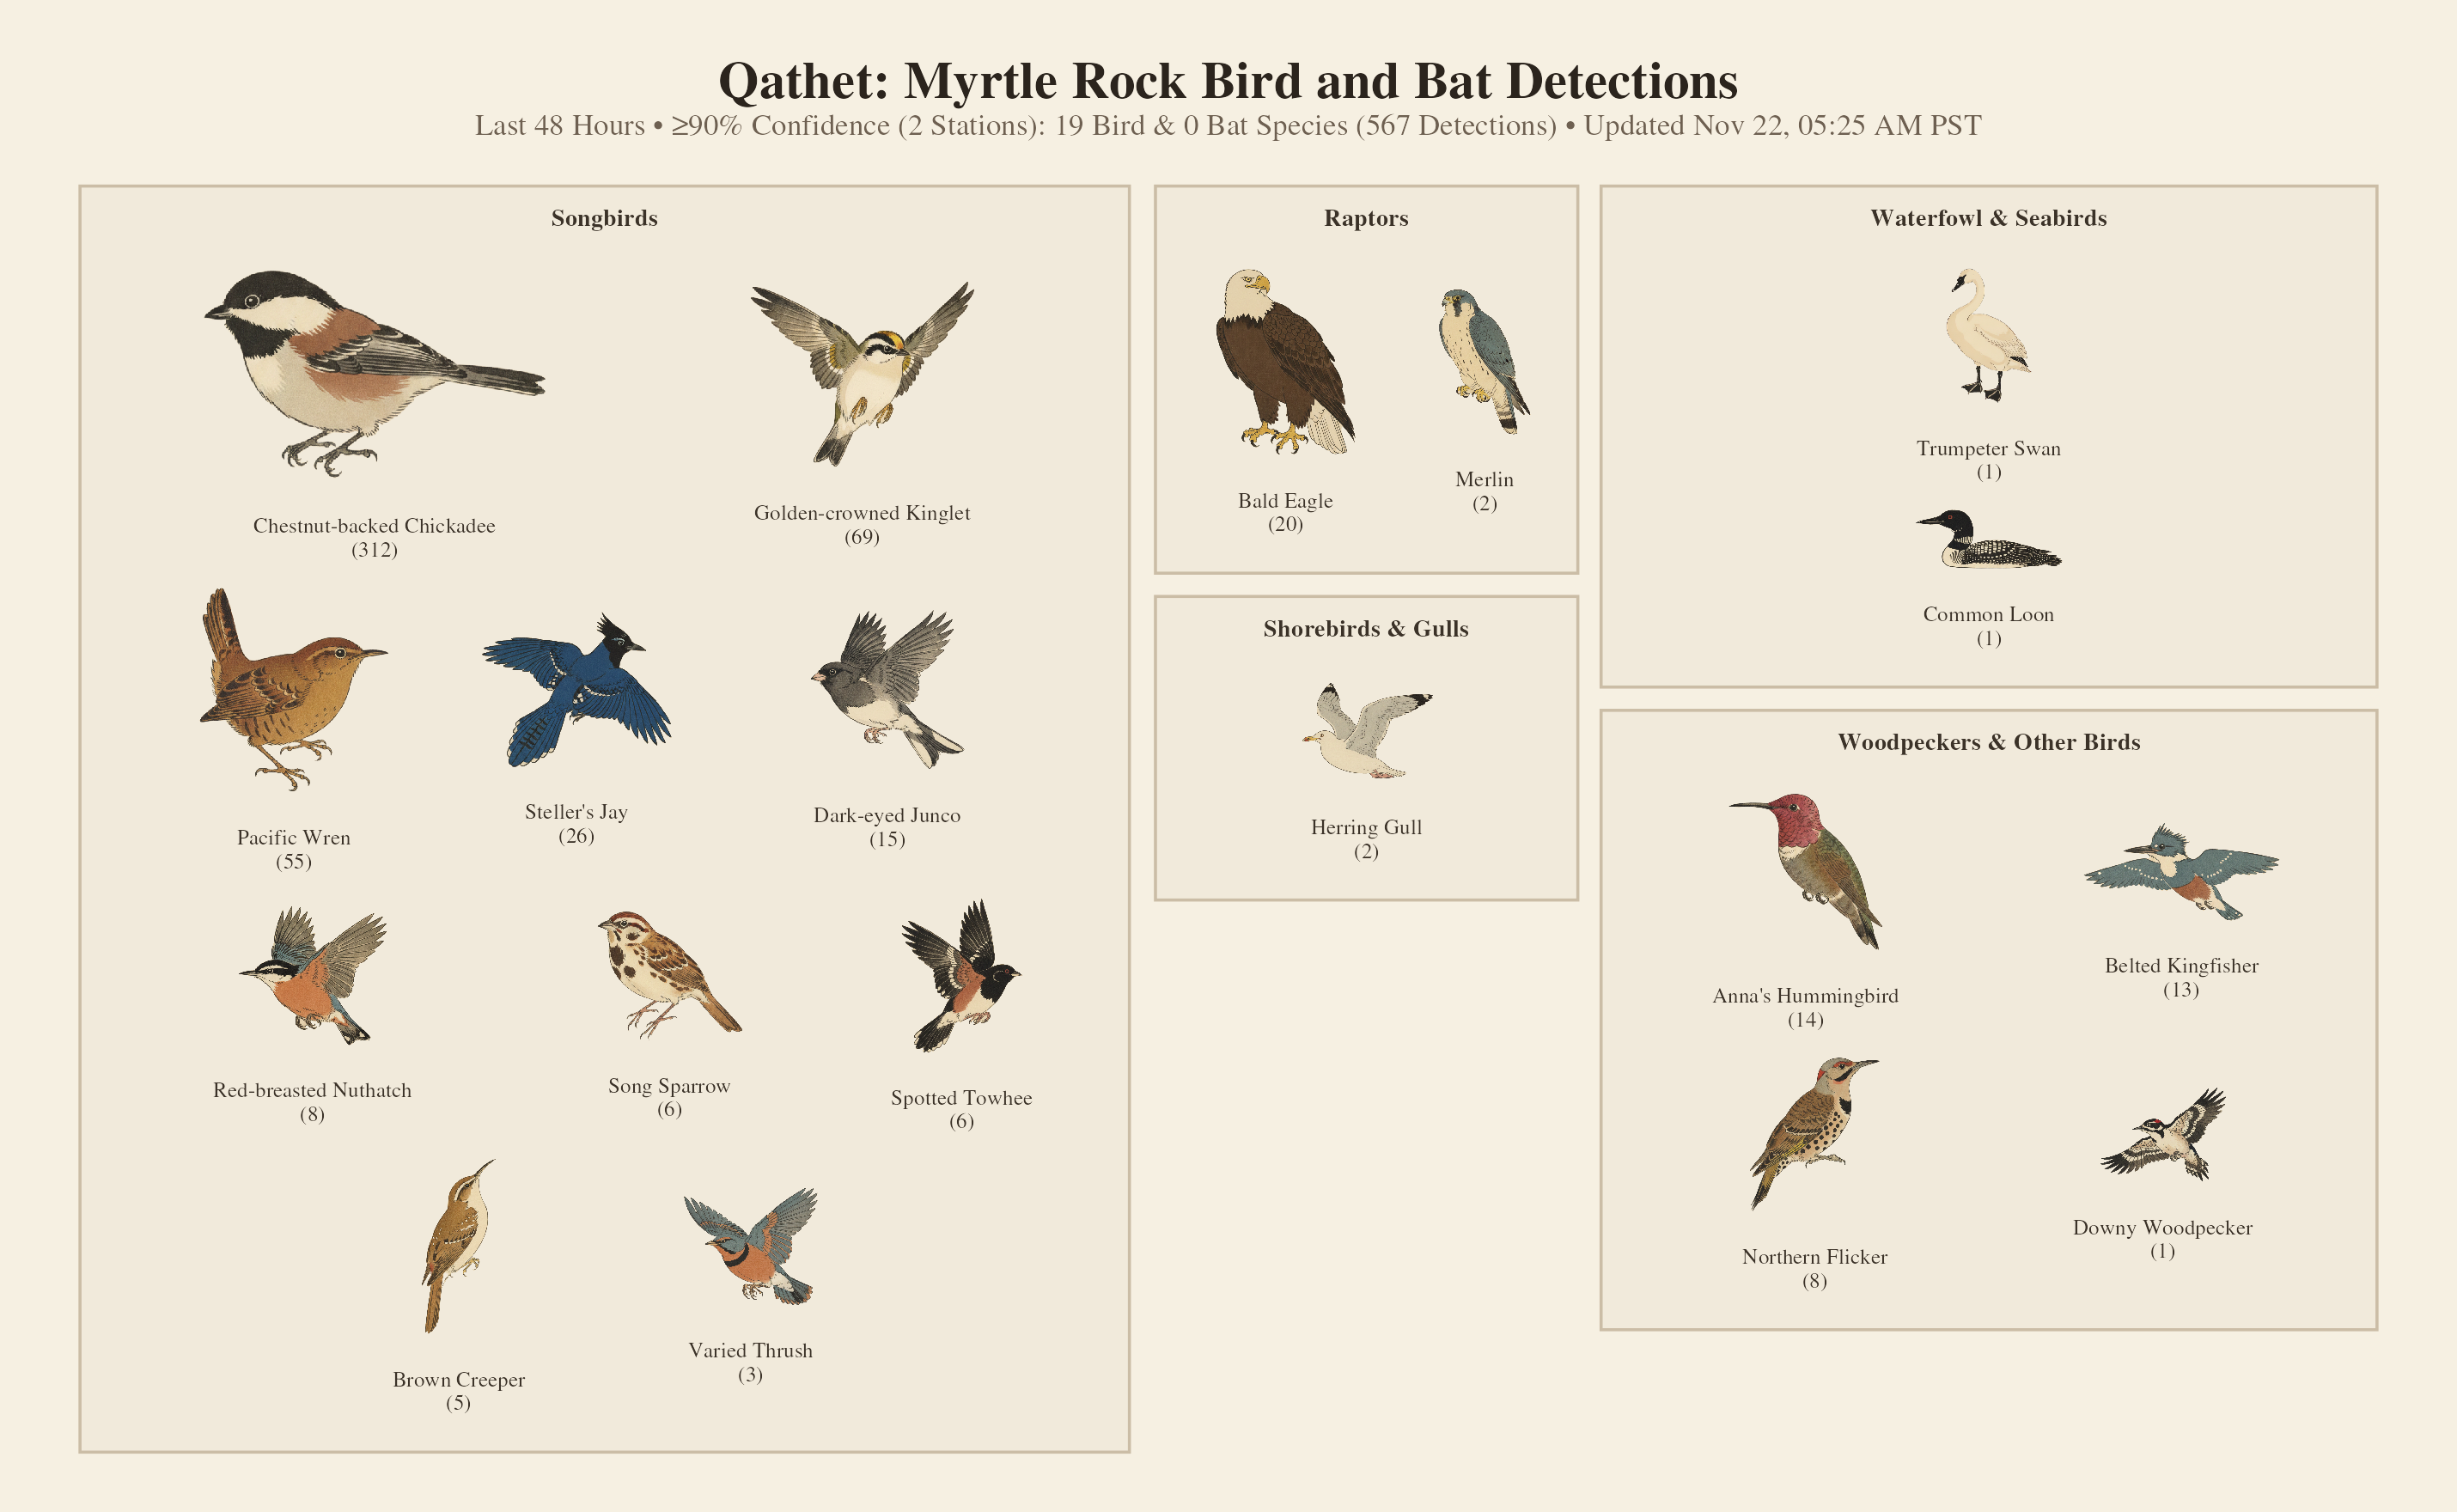 Qathet: Myrtle Rock Bird and Bat Detections
Last 48 Hours • ≥90% Confidence (2 Stations): 19 Bird & 0 Bat Species (567 Detections) • Updated Nov 22, 05:25 AM PST
Songbirds
Chestnut-backed Chickadee
(312)
Golden-crowned Kinglet
(69)
Pacific Wren
(55)
Steller's Jay
(26)
Dark-eyed Junco
(15)
Red-breasted Nuthatch
(8)
Song Sparrow
(6)
Spotted Towhee
(6)
Brown Creeper
(5)
Varied Thrush
(3)
Raptors
Bald Eagle
(20)
Merlin
(2)
Shorebirds & Gulls
Herring Gull
(2)
Waterfowl & Seabirds
Trumpeter Swan
(1)
Common Loon
(1)
Woodpeckers & Other Birds
Anna's Hummingbird
(14)
Belted Kingfisher
(13)
Northern Flicker
(8)
Downy Woodpecker
(1)